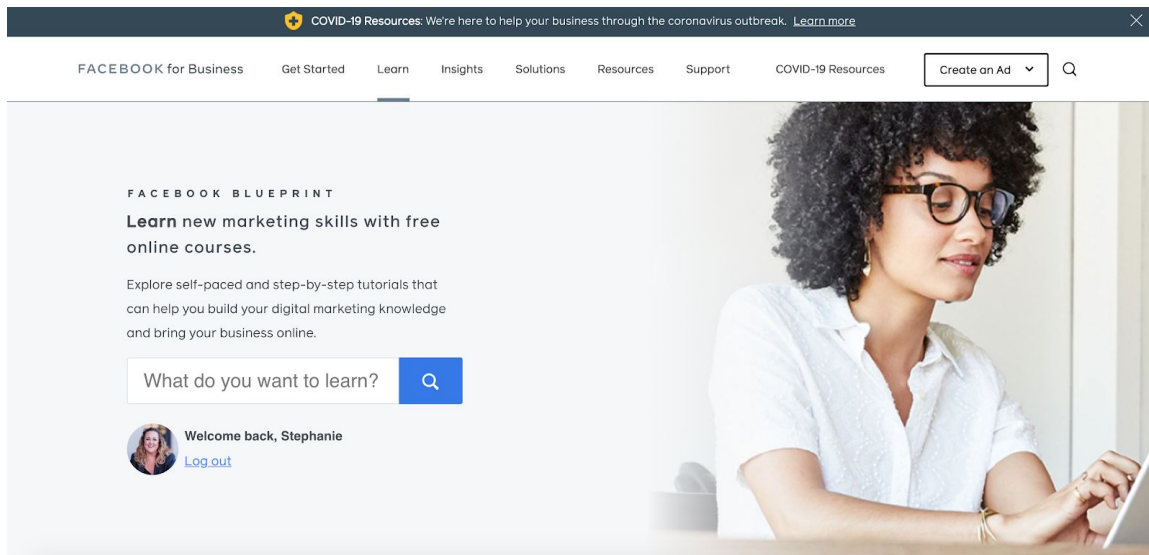 COVID-19 Resources: We're here to help your business through the coronavirus outbreak. Learn more
FACEBOOK for Business Get Started Learn Insights Solutions Resources Support COVID-19 Resources Create an Ad
FACEBOOK BLUEPRINT
Learn new marketing skills with free
online courses.
Explore self-paced and step-by-step tutorials that
can help you build your digital marketing knowledge
and bring your business online.
What do you want to learn?
Welcome back, Stephanie
Log out